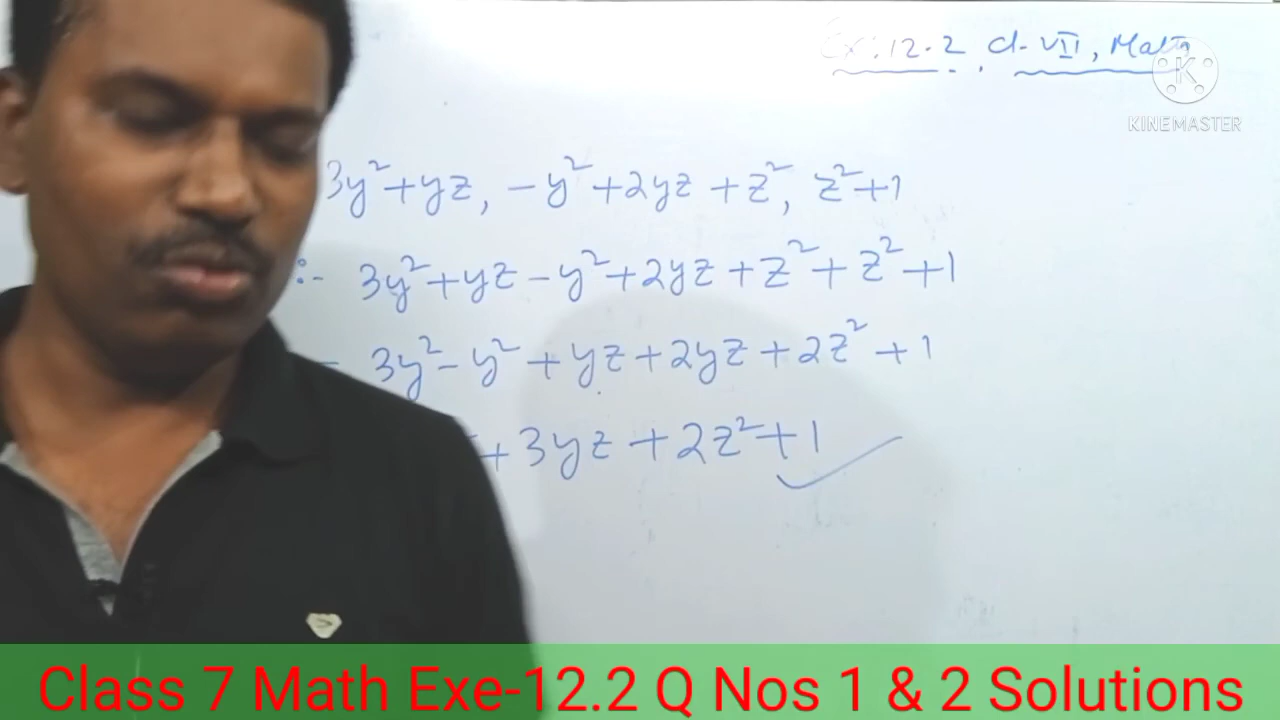 Ex: 12.2, cl-VII, Math
K
KINEMASTER
3y²+yz, -y²+2yz+z², z²+1
:- 3y²+yz-y²+2yz+z²+z²+1
3y²-y²+yz+2yz+2z²+1
+3yz+2z²+1
Class 7 Math Exe-12.2 Q Nos 1 & 2 Solutions